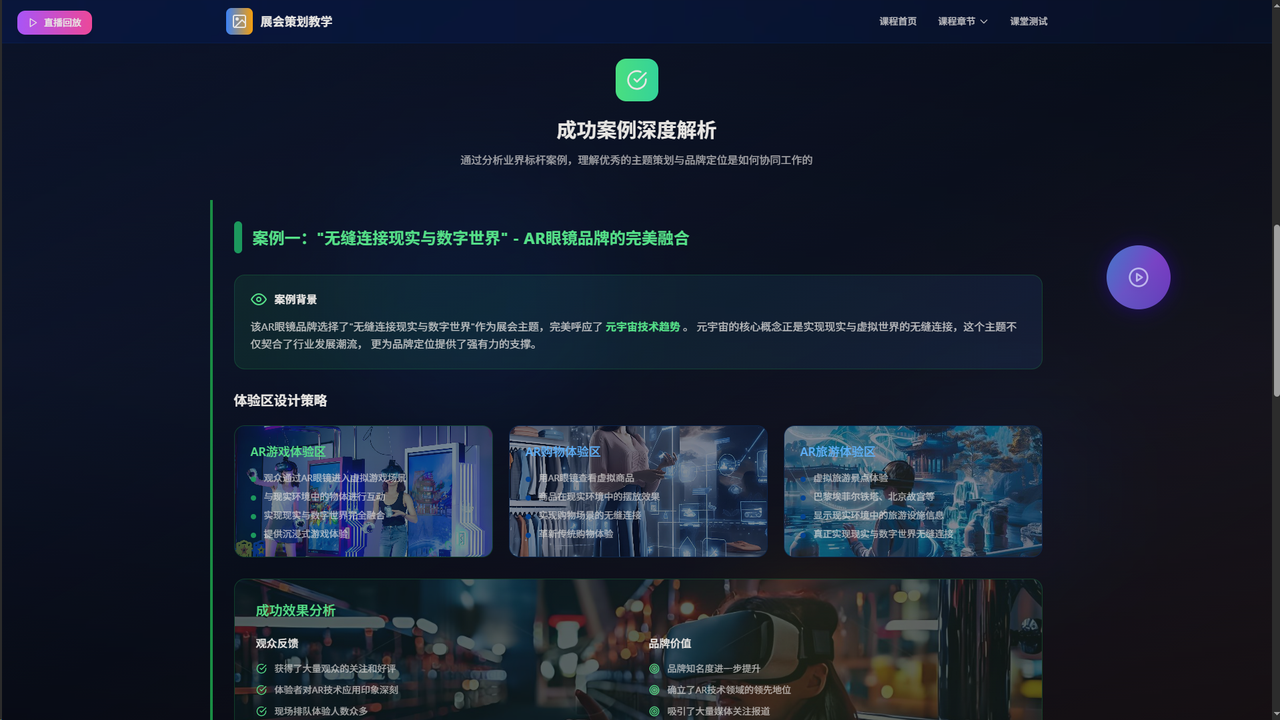 直播回放
展会策划教学
课程首页
课程章节
课堂测试
成功案例深度解析
通过分析业界标杆案例，理解优秀的主题策划与品牌定位是如何协同工作的
案例一："无缝连接现实与数字世界" - AR眼镜品牌的完美融合
案例背景
该AR眼镜品牌选择了"无缝连接现实与数字世界"作为展会主题，完美呼应了 元宇宙技术趋势 。 元宇宙的核心概念正是实现现实与虚拟世界的无缝连接，这个主题不
仅契合了行业发展潮流， 更为品牌定位提供了强有力的支撑。
体验区设计策略
AR游戏体验区
观众通过AR眼镜进入虚拟游戏场景
与现实环境中的物体进行互动
实现现实与数字世界完全融合
提供沉浸式游戏体验
AR购物体验区
用AR眼镜查看虚拟商品
商品在现实环境中的摆放效果
实现购物场景的无缝连接
革新传统购物体验
AR旅游体验区
虚拟旅游景点体验
巴黎埃菲尔铁塔、北京故宫等
显示现实环境中的旅游设施信息
真正实现现实与数字世界无缝连接
成功效果分析
观众反馈
获得了大量观众的关注和好评
体验者对AR技术应用印象深刻
现场排队体验人数众多
品牌价值
品牌知名度进一步提升
确立了AR技术领域的领先地位
吸引了大量媒体关注报道